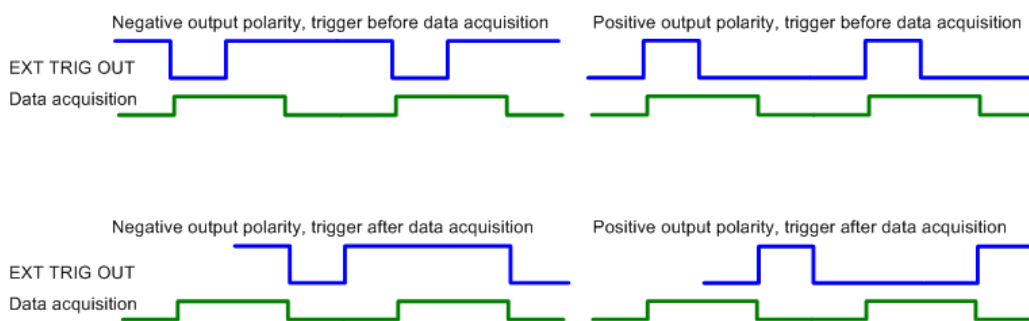 Negative output polarity, trigger before data acquisition
Positive output polarity, trigger before data acquisition
EXT TRIG OUT
Data acquisition
Negative output polarity, trigger after data acquisition
Positive output polarity, trigger after data acquisition
EXT TRIG OUT
Data acquisition